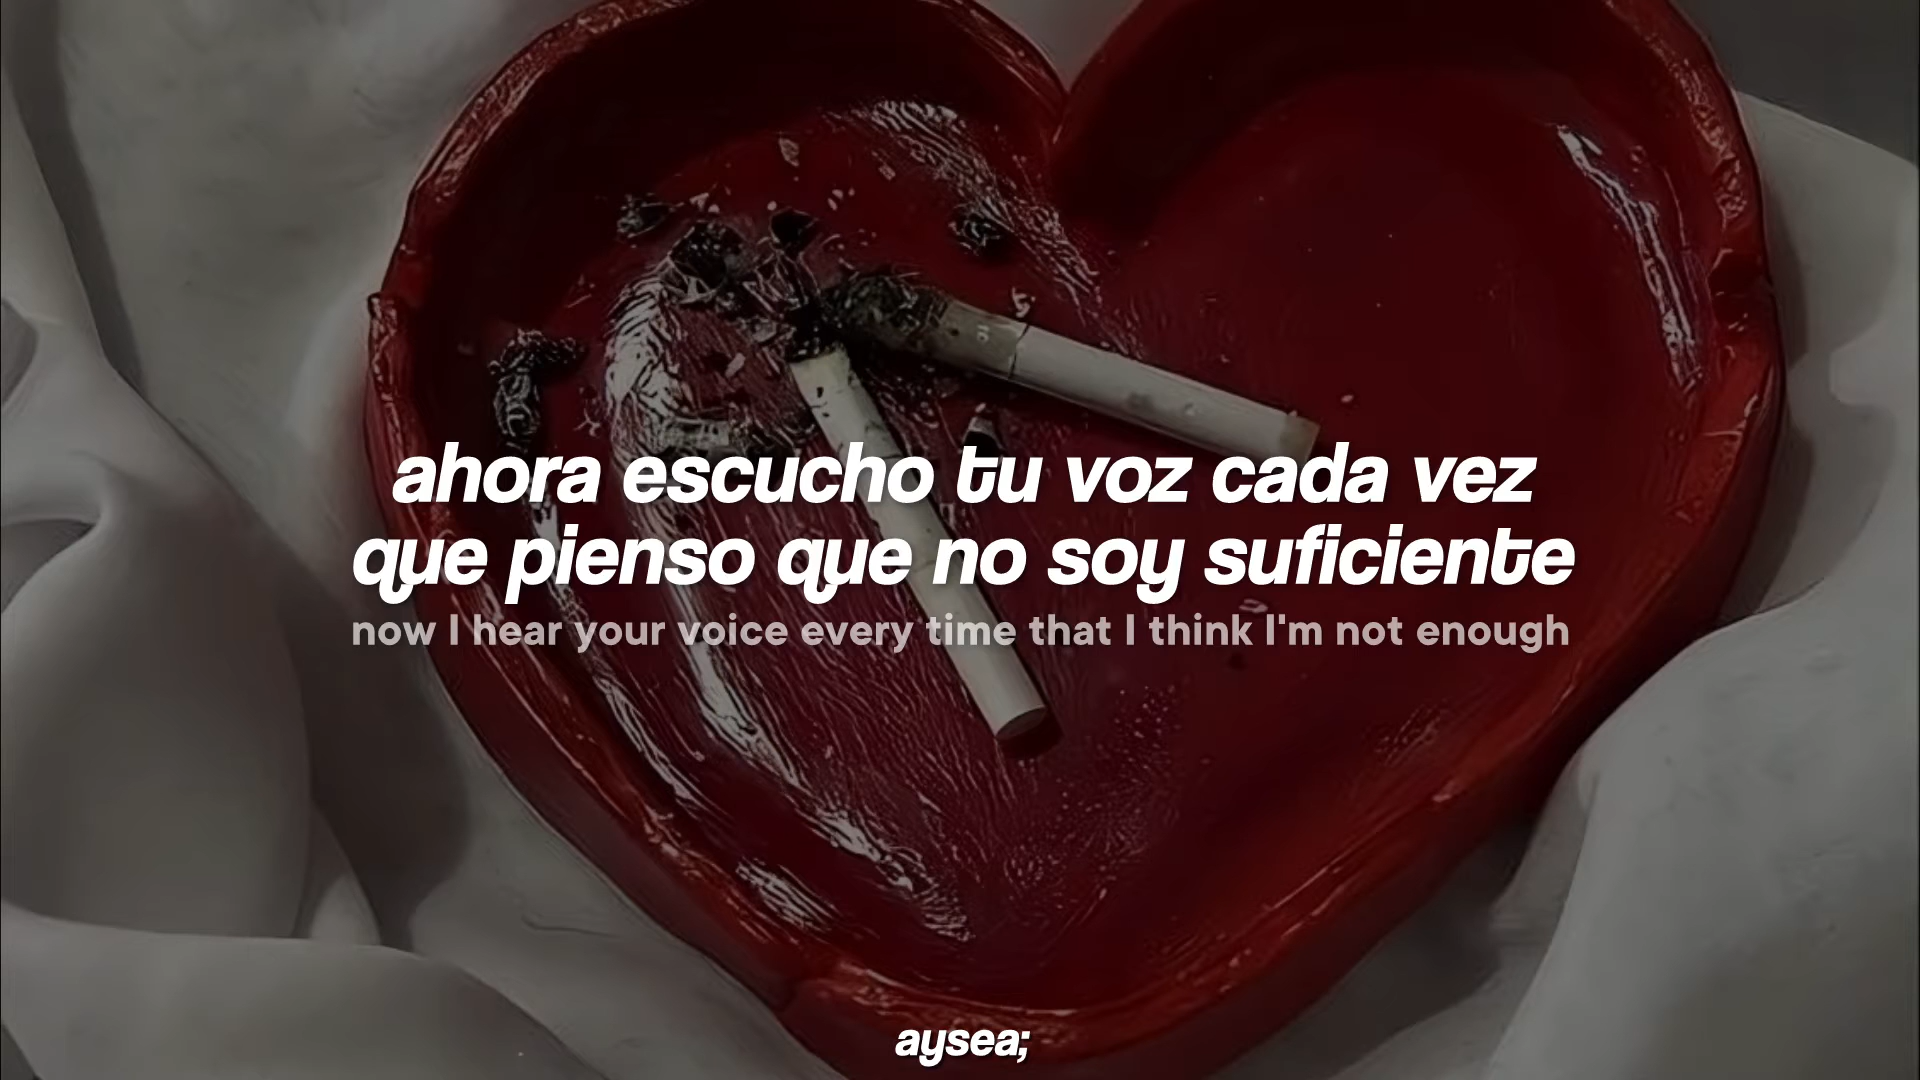 ahora escucho tu voz cada vez
que pienso que no soy suficiente
now I hear your voice every time that I think I'm not enough
aysea;